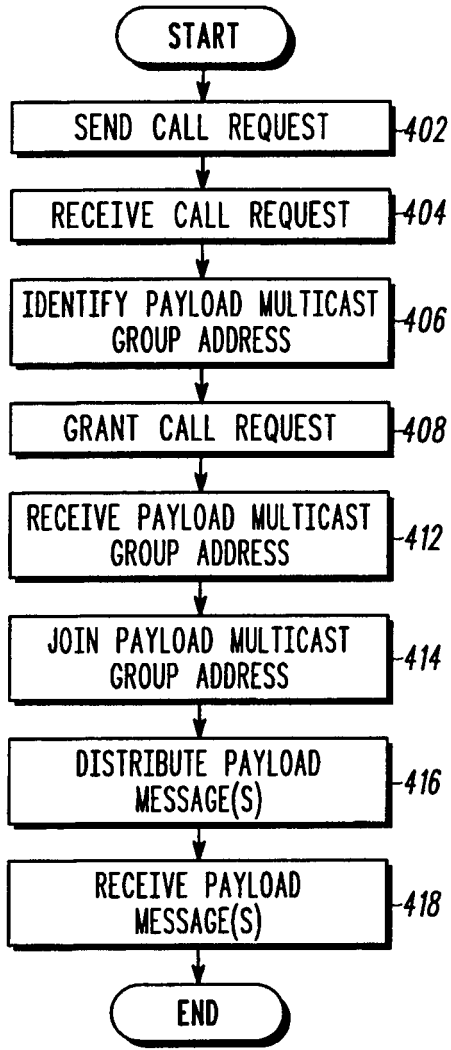 START
SEND CALL REQUEST
402
RECEIVE CALL REQUEST
404
IDENTIFY PAYLOAD MULTICAST
GROUP ADDRESS
406
GRANT CALL REQUEST
408
RECEIVE PAYLOAD MULTICAST
GROUP ADDRESS
412
JOIN PAYLOAD MULTICAST
GROUP ADDRESS
414
DISTRIBUTE PAYLOAD
MESSAGE(S)
416
RECEIVE PAYLOAD
MESSAGE(S)
418
END